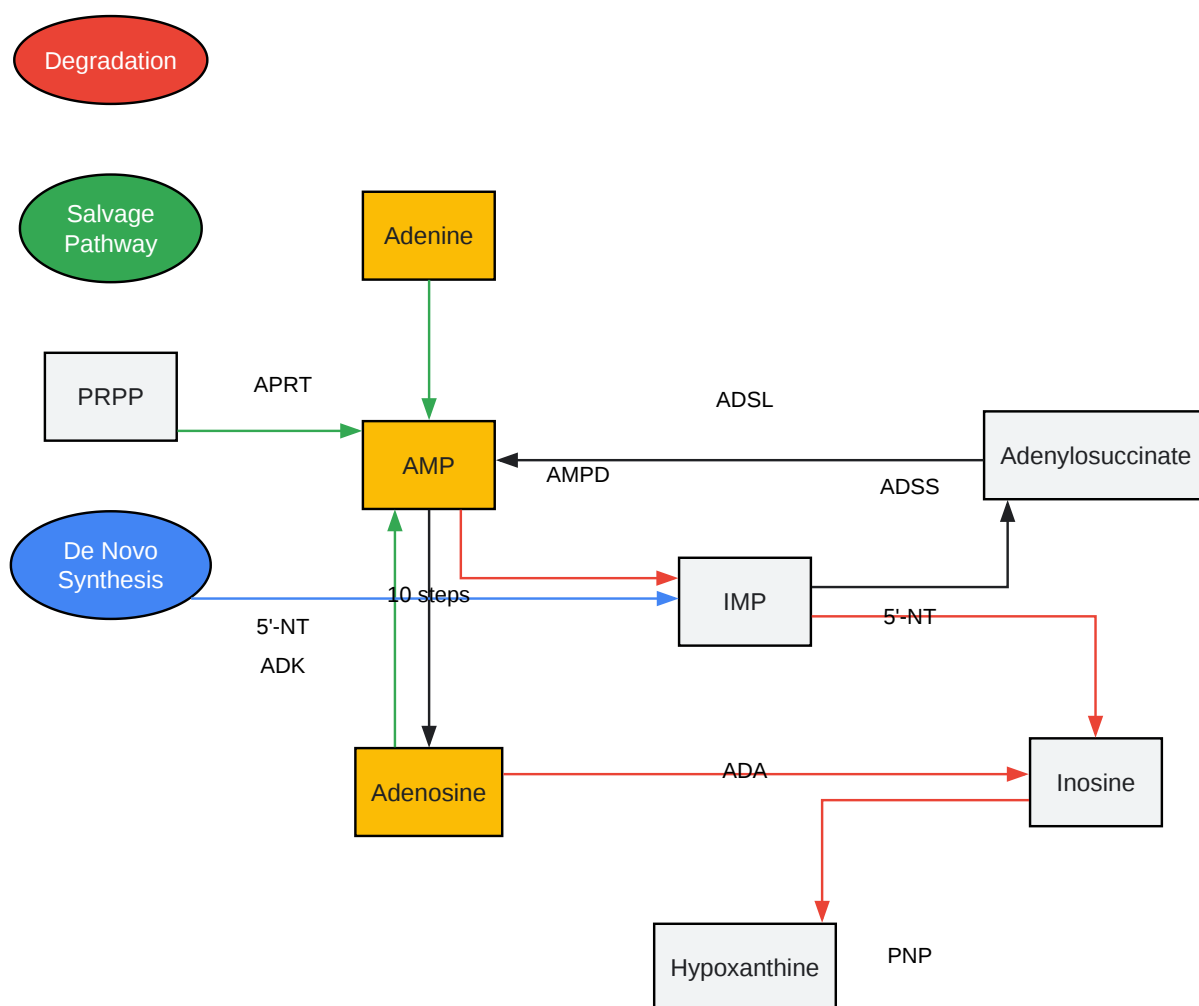 Degradation
Salvage
Pathway
Adenine
PRPP
APRT
ADSL
AMP
AMPD
Adenylosuccinate
ADSS
De Novo
Synthesis
10 steps
IMP
5'-NT
5'-NT
ADK
ADA
Adenosine
Inosine
PNP
Hypoxanthine